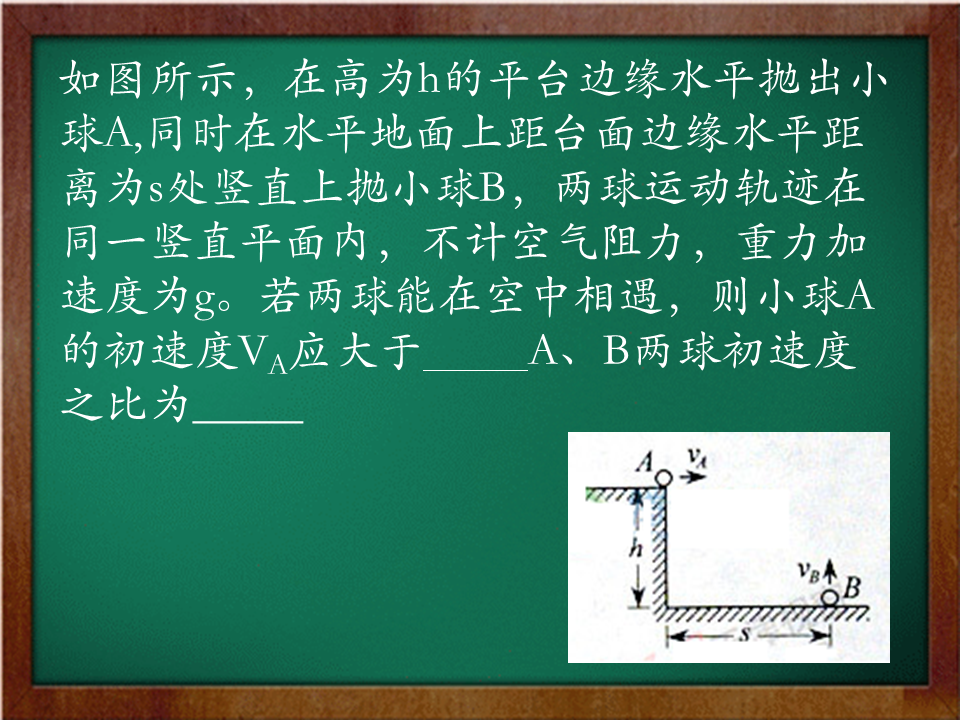 如图所示，在高为h的平台边缘水平抛出小
球A,同时在水平地面上距台面边缘水平距
离为s处竖直上抛小球B，两球运动轨迹在
同一竖直平面内，不计空气阻力，重力加
速度为g。若两球能在空中相遇，则小球A
的初速度VA应大于_____A、B两球初速度
之比为_____
A vA
h
vB B
s